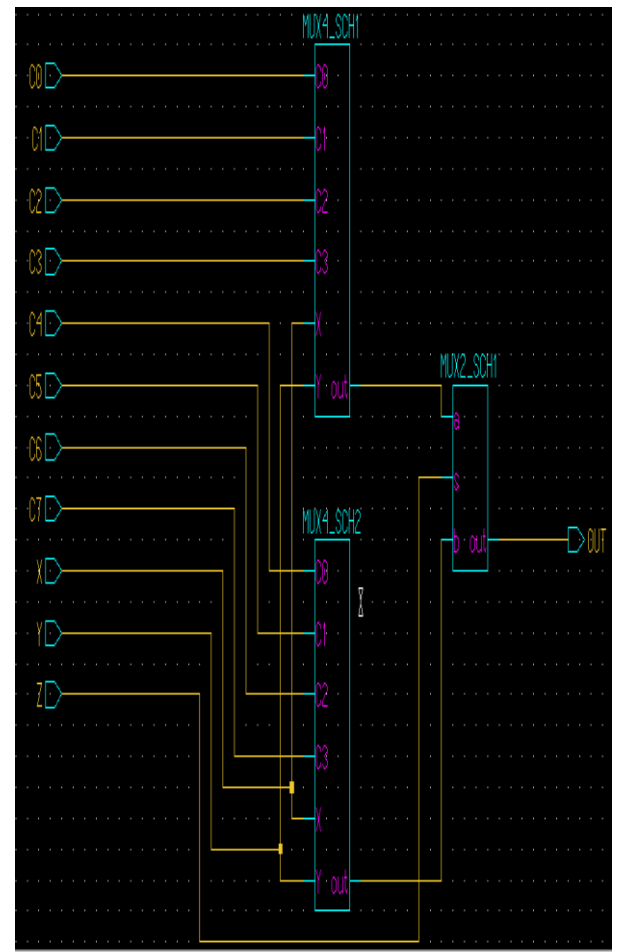 MUX4_SCH1
C0
C1
C2
C3
C4
C5
C6
C7
X
Y
Z
C0
C1
C2
C3
X
Y out
MUX2_SCH1
a
s
b out
OUT
MUX4_SCH2
C0
C1
C2
C3
X
Y out